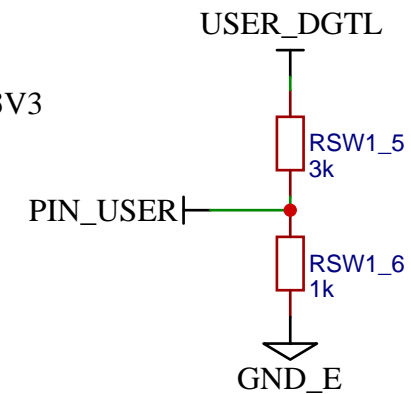 USER_DGTL
3V3
RSW1_5
3k
PIN_USER
RSW1_6
1k
GND_E